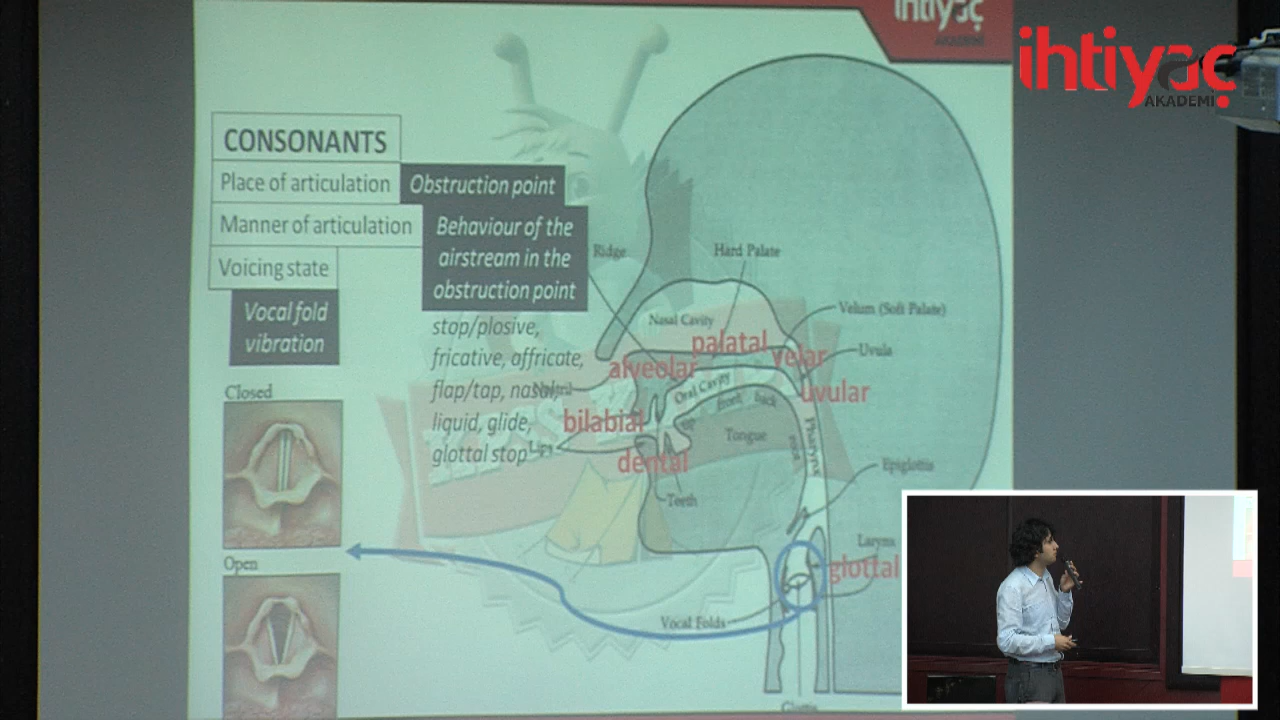 ihtiyaç
AKADEMİ
ihtiyaç
AKADEMİ
CONSONANTS
Place of articulation
Obstruction point
Manner of articulation
Behaviour of the
airstream in the
obstruction point
Voicing state
Vocal fold
vibration
stop/plosive,
fricative, affricate,
flap/tap, nasal,
liquid, glide,
glottal stop
Closed
Open
Ridge
Hard Palate
Nasal Cavity
Velum (Soft Palate)
palatal
velar
Uvula
alveolar
uvular
Nostril
Oral Cavity
front
back
bilabial
Tongue
Pharynx
Lips
dental
Epiglottis
Teeth
Larynx
glottal
Vocal Folds
Glottis